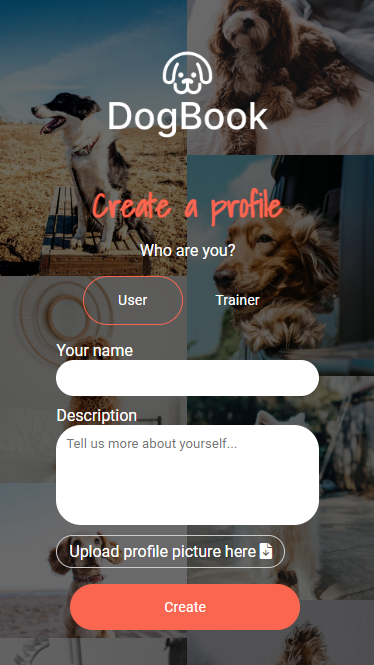 DogBook
Create a profile
Who are you?
User
Trainer
Your name
Description
Tell us more about yourself...
Upload profile picture here
Create